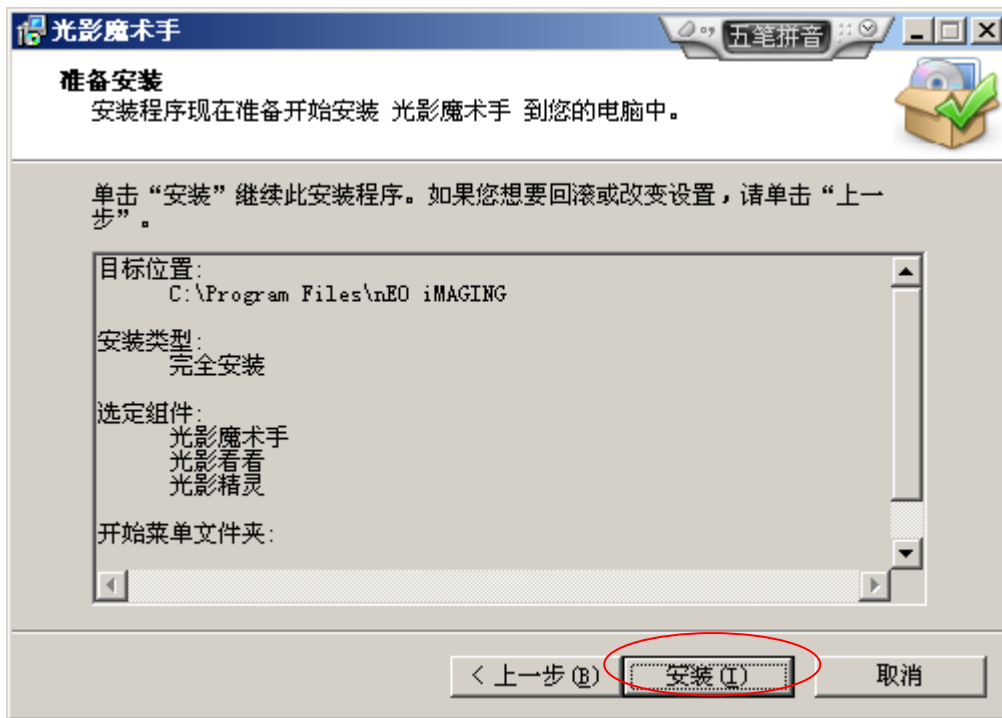 光影魔术手
五笔拼音
准备安装
安装程序现在准备开始安装 光影魔术手 到您的电脑中。
单击“安装”继续此安装程序。如果您想要回滚或改变设置，请单击“上一
步”。
目标位置:
C:\Program Files\nEO iMAGING
安装类型:
完全安装
选定组件:
光影魔术手
光影看看
光影精灵
开始菜单文件夹:
< 上一步(B)
安装(I)
取消